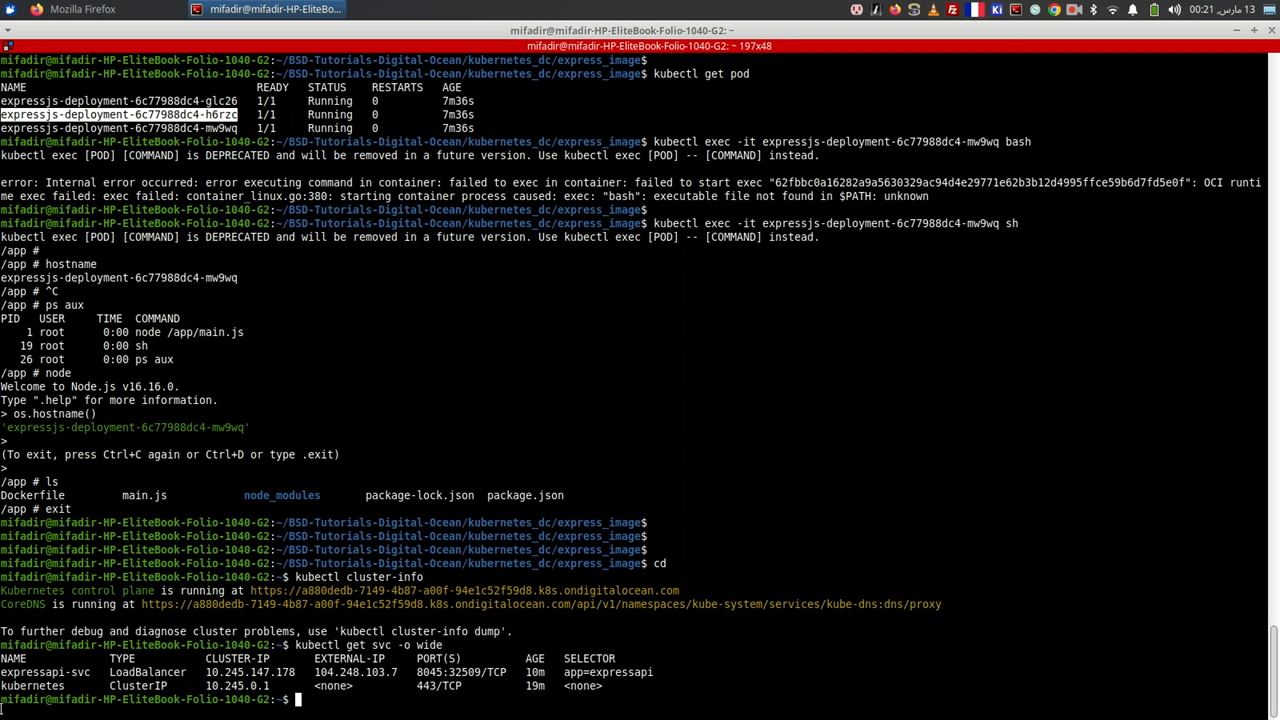 Mozilla Firefox
mifadir@mifadir-HP-EliteBo...
Ki
00:21 ,مارس 13
mifadir@mifadir-HP-EliteBook-Folio-1040-G2: ~
mifadir@mifadir-HP-EliteBook-Folio-1040-G2: ~ 197x48
mifadir@mifadir-HP-EliteBook-Folio-1040-G2:~/BSD-Tutorials-Digital-Ocean/kubernetes_dc/express_image$
mifadir@mifadir-HP-EliteBook-Folio-1040-G2:~/BSD-Tutorials-Digital-Ocean/kubernetes_dc/express_image$ kubectl get pod
NAME READY STATUS RESTARTS AGE
expressjs-deployment-6c77988dc4-glc26 1/1 Running 0 7m36s
expressjs-deployment-6c77988dc4-h6rzc 1/1 Running 0 7m36s
expressjs-deployment-6c77988dc4-mw9wq 1/1 Running 0 7m36s
mifadir@mifadir-HP-EliteBook-Folio-1040-G2:~/BSD-Tutorials-Digital-Ocean/kubernetes_dc/express_image$ kubectl exec -it expressjs-deployment-6c77988dc4-mw9wq bash
kubectl exec [POD] [COMMAND] is DEPRECATED and will be removed in a future version. Use kubectl exec [POD] -- [COMMAND] instead.
error: Internal error occurred: error executing command in container: failed to exec in container: failed to start exec "62fbbc0a16282a9a5630329ac94d4e29771e62b3b12d4995ffce59b6d7fd5e0f": OCI runti
me exec failed: exec failed: container_linux.go:380: starting container process caused: exec: "bash": executable file not found in $PATH: unknown
mifadir@mifadir-HP-EliteBook-Folio-1040-G2:~/BSD-Tutorials-Digital-Ocean/kubernetes_dc/express_image$
mifadir@mifadir-HP-EliteBook-Folio-1040-G2:~/BSD-Tutorials-Digital-Ocean/kubernetes_dc/express_image$ kubectl exec -it expressjs-deployment-6c77988dc4-mw9wq sh
kubectl exec [POD] [COMMAND] is DEPRECATED and will be removed in a future version. Use kubectl exec [POD] -- [COMMAND] instead.
/app #
/app # hostname
expressjs-deployment-6c77988dc4-mw9wq
/app # ^C
/app # ps aux
PID USER TIME COMMAND
1 root 0:00 node /app/main.js
19 root 0:00 sh
26 root 0:00 ps aux
/app # node
Welcome to Node.js v16.16.0.
Type ".help" for more information.
> os.hostname()
'expressjs-deployment-6c77988dc4-mw9wq'
>
(To exit, press Ctrl+C again or Ctrl+D or type .exit)
>
/app # ls
Dockerfile main.js node_modules package-lock.json package.json
/app # exit
mifadir@mifadir-HP-EliteBook-Folio-1040-G2:~/BSD-Tutorials-Digital-Ocean/kubernetes_dc/express_image$
mifadir@mifadir-HP-EliteBook-Folio-1040-G2:~/BSD-Tutorials-Digital-Ocean/kubernetes_dc/express_image$
mifadir@mifadir-HP-EliteBook-Folio-1040-G2:~/BSD-Tutorials-Digital-Ocean/kubernetes_dc/express_image$
mifadir@mifadir-HP-EliteBook-Folio-1040-G2:~/BSD-Tutorials-Digital-Ocean/kubernetes_dc/express_image$ cd
mifadir@mifadir-HP-EliteBook-Folio-1040-G2:~$ kubectl cluster-info
Kubernetes control plane is running at https://a880dedb-7149-4b87-a00f-94e1c52f59d8.k8s.ondigitalocean.com
CoreDNS is running at https://a880dedb-7149-4b87-a00f-94e1c52f59d8.k8s.ondigitalocean.com/api/v1/namespaces/kube-system/services/kube-dns:dns/proxy
To further debug and diagnose cluster problems, use 'kubectl cluster-info dump'.
mifadir@mifadir-HP-EliteBook-Folio-1040-G2:~$ kubectl get svc -o wide
NAME TYPE CLUSTER-IP EXTERNAL-IP PORT(S) AGE SELECTOR
expressapi-svc LoadBalancer 10.245.147.178 104.248.103.7 8045:32509/TCP 10m app=expressapi
kubernetes ClusterIP 10.245.0.1 <none> 443/TCP 19m <none>
mifadir@mifadir-HP-EliteBook-Folio-1040-G2:~$